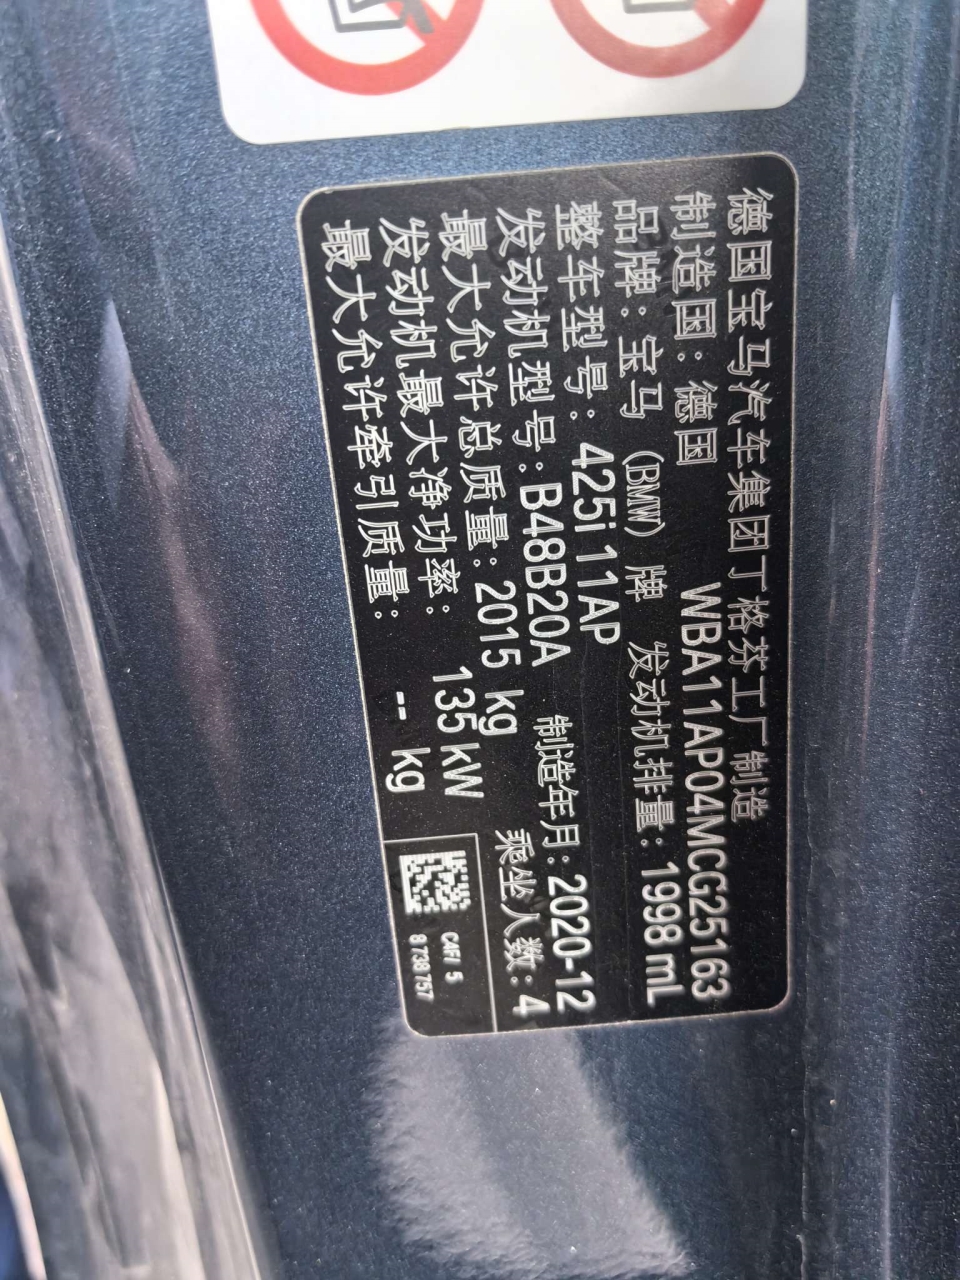 德国宝马汽车集团丁格芬工厂制造
制造国：德国 WBA11AP04MCG25163
品牌：宝马 (BMW) 牌 发动机排量：1998 mL
整车型号：425i 11AP
发动机型号：B48B20A 制造年月：2020-12
最大允许总质量：2015 kg 乘坐人数：4
发动机最大净功率： 135 kW
最大允许牵引质量： -- kg
CAFI 5
8 738 757